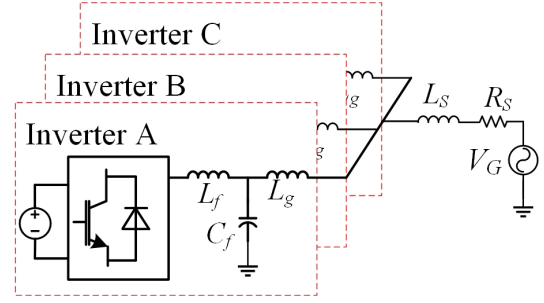 Inverter C
Inverter B
Inverter A
g
g
L_S
R_S
V_G
L_f
L_g
C_f
+
−